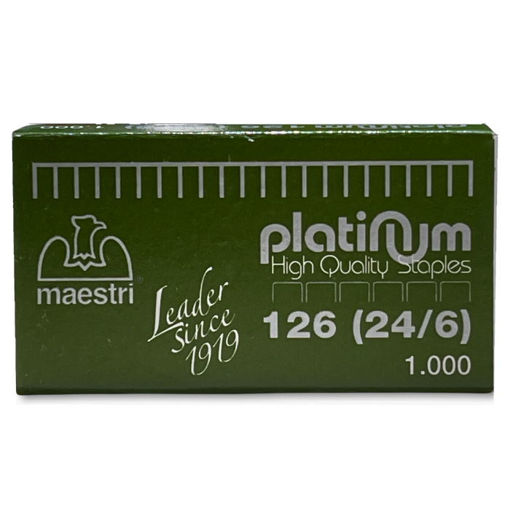 maestri
Leader
Since
1919
platinum
High Quality Staples
126 (24/6)
1.000